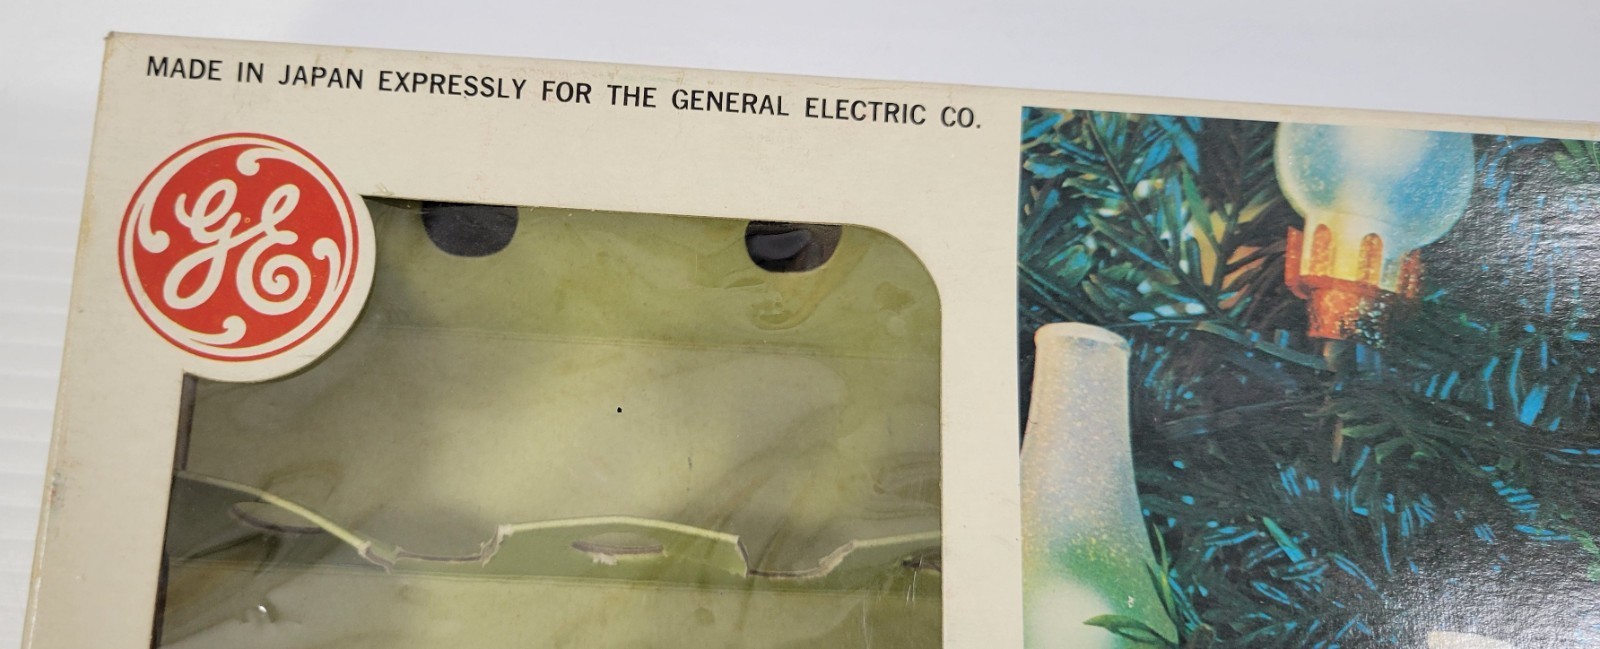 MADE IN JAPAN EXPRESSLY FOR THE GENERAL ELECTRIC CO.
GE